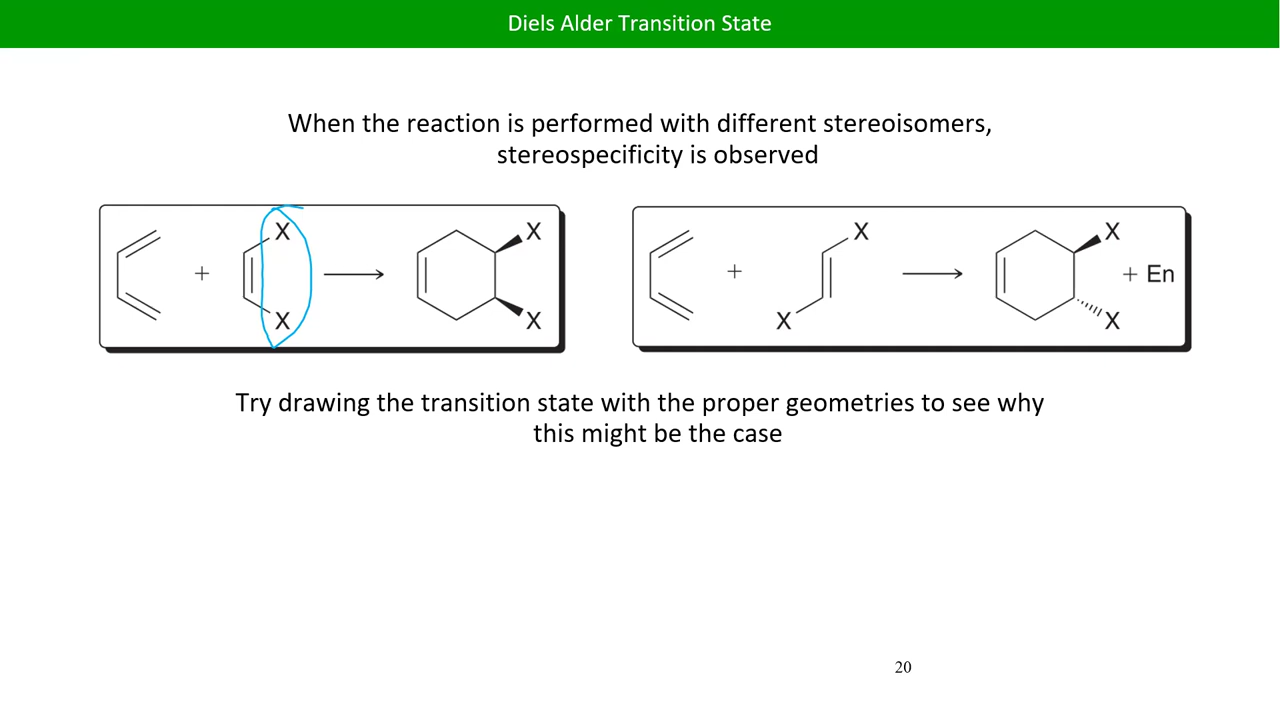 Diels Alder Transition State
When the reaction is performed with different stereoisomers,
stereospecificity is observed
X
X
+
X
X
X
X
+
X
X
+ En
Try drawing the transition state with the proper geometries to see why
this might be the case
20